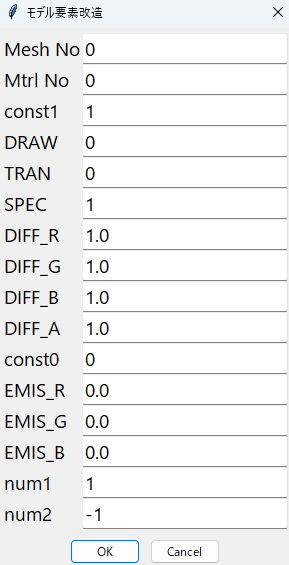 モデル要素改造
Mesh No 0
Mtrl No 0
const1 1
DRAW 0
TRAN 0
SPEC 1
DIFF_R 1.0
DIFF_G 1.0
DIFF_B 1.0
DIFF_A 1.0
const0 0
EMIS_R 0.0
EMIS_G 0.0
EMIS_B 0.0
num1 1
num2 -1
OK Cancel